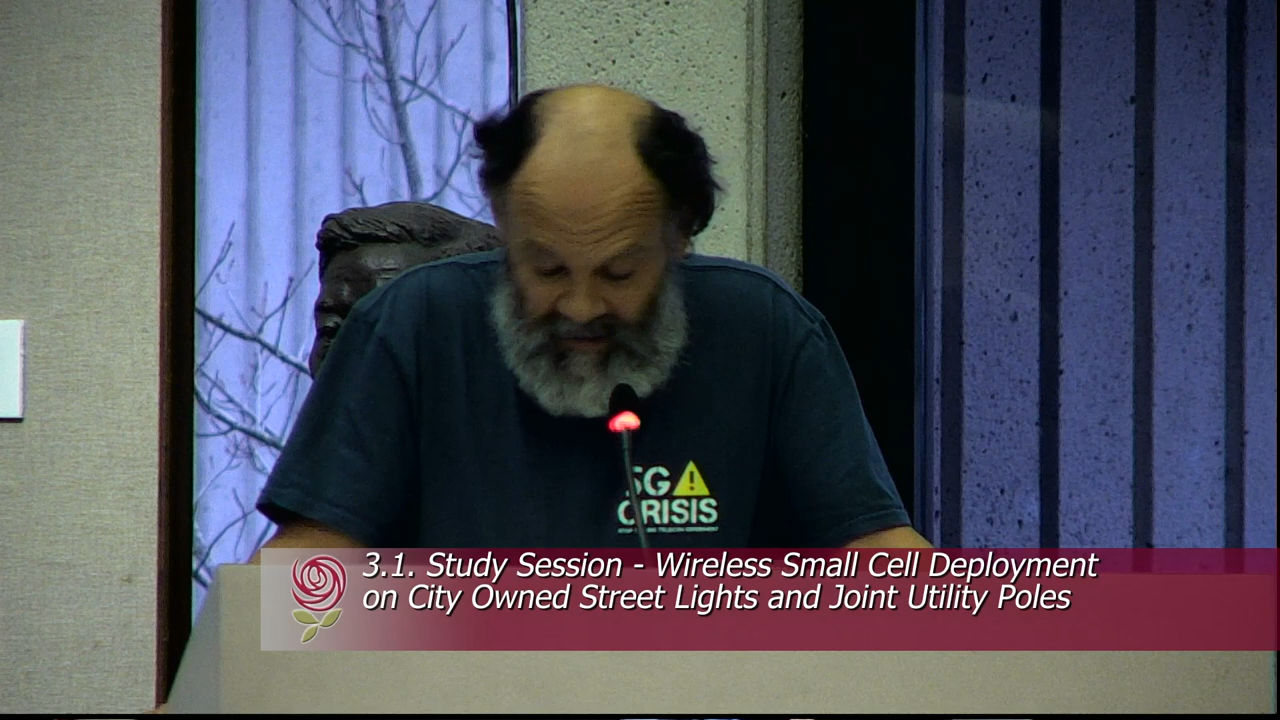 5G
CRISIS
3.1. Study Session - Wireless Small Cell Deployment
on City Owned Street Lights and Joint Utility Poles